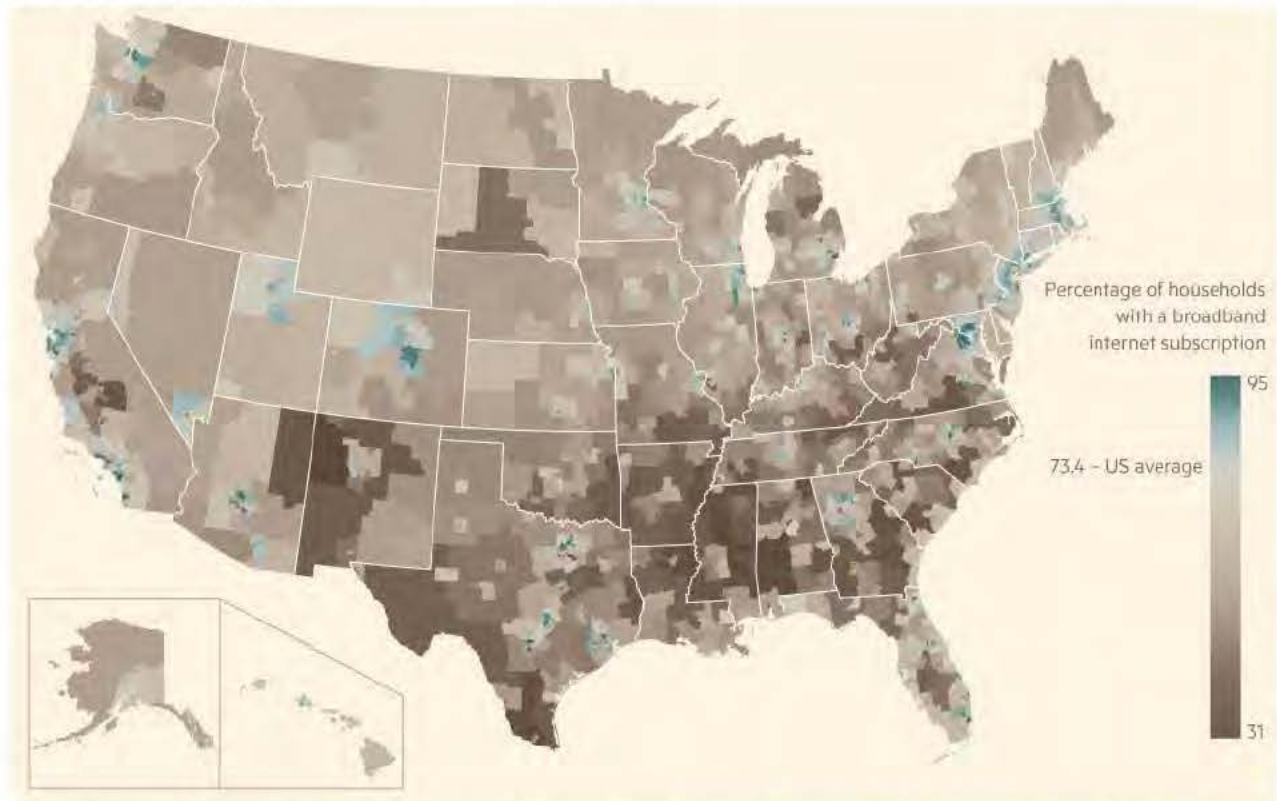 Percentage of households
with a broadband
internet subscription
95
73.4 – US average
31